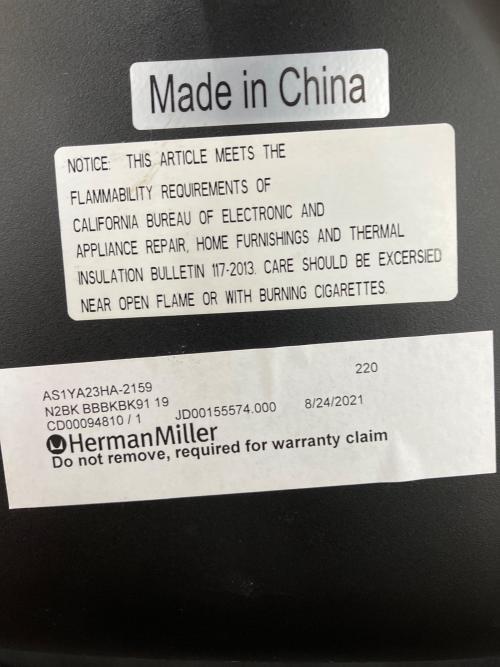 Made in China
NOTICE: THIS ARTICLE MEETS THE
FLAMMABILITY REQUIREMENTS OF
CALIFORNIA BUREAU OF ELECTRONIC AND
APPLIANCE REPAIR, HOME FURNISHINGS AND THERMAL
INSULATION BULLETIN 117-2013. CARE SHOULD BE EXCERSIED
NEAR OPEN FLAME OR WITH BURNING CIGARETTES.
AS1YA23HA-2159 220
N2BK BBBKBK91 19
CD00094810 / 1 JD00155574.000 8/24/2021
HermanMiller
Do not remove, required for warranty claim